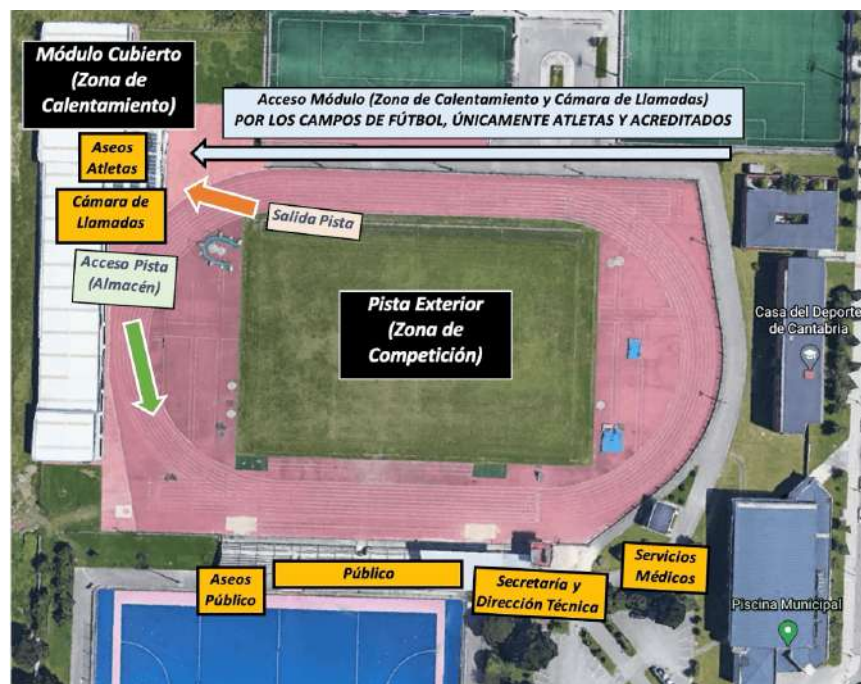 Módulo Cubierto
(Zona de
Calentamiento)
Acceso Módulo (Zona de Calentamiento y Cámara de Llamadas)
POR LOS CAMPOS DE FÚTBOL, ÚNICAMENTE ATLETAS Y ACREDITADOS
Aseos
Atletas
Cámara de
Llamadas
Salida Pista
Acceso Pista
(Almacén)
Pista Exterior
(Zona de
Competición)
Casa del Deporte
de Cantabria
Aseos
Público
Público
Secretaría y
Dirección Técnica
Servicios
Médicos
Piscina Municipal